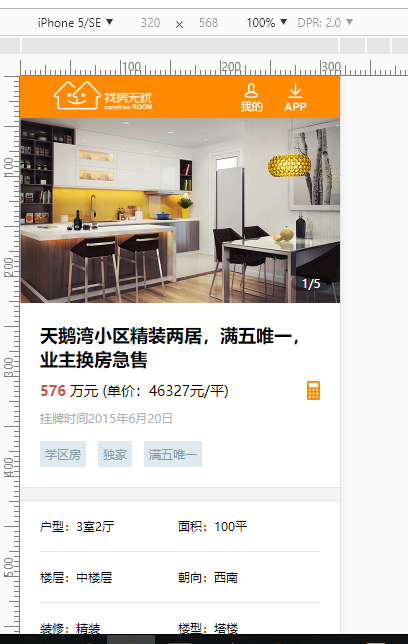 iPhone 5/SE ▼ 320 × 568 100% ▼ DPR: 2.0 ▼
100 200 300
找房无忧
carefree ROOM
我的
APP
100
200
300
400
500
1/5
天鹅湾小区精装两居，满五唯一，
业主换房急售
576 万元 (单价：46327元/平)
挂牌时间2015年6月20日
学区房 独家 满五唯一
户型：3室2厅 面积：100平
楼层：中楼层 朝向：西南
装修：精装 楼型：塔楼